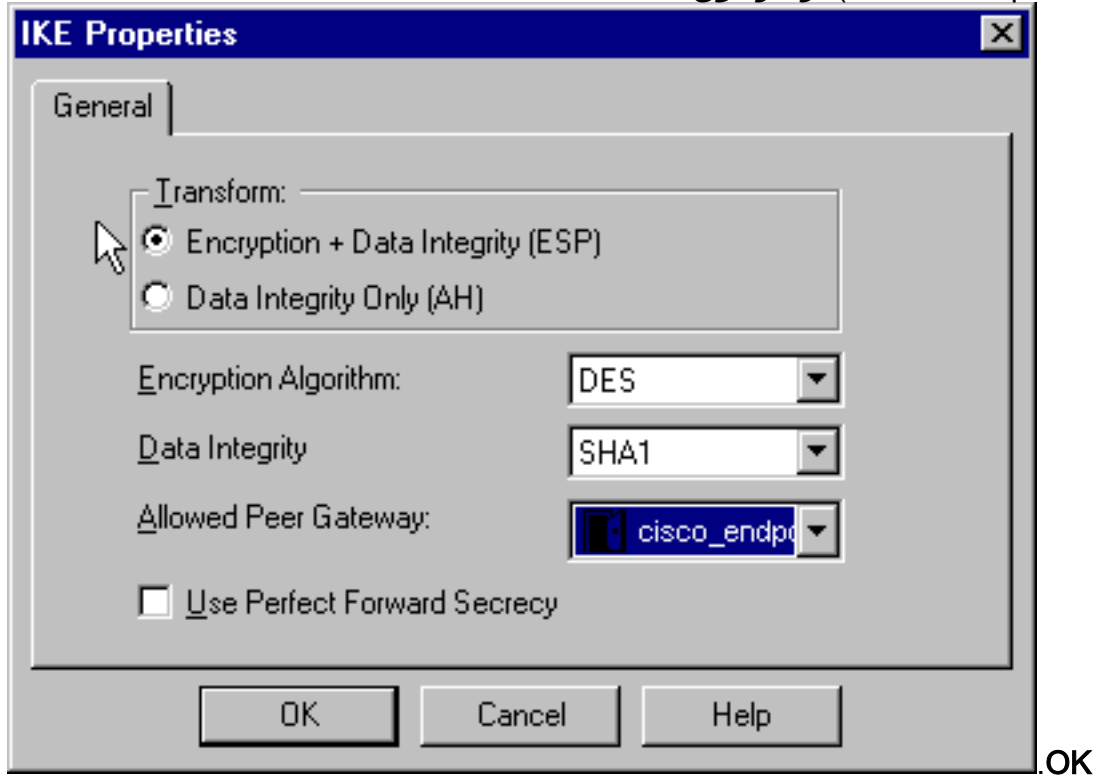 IKE Properties
General
Transform:
Encryption + Data Integrity (ESP)
Data Integrity Only (AH)
Encryption Algorithm: DES
Data Integrity SHA1
Allowed Peer Gateway: cisco_endpo
Use Perfect Forward Secrecy
OK Cancel Help
.OK